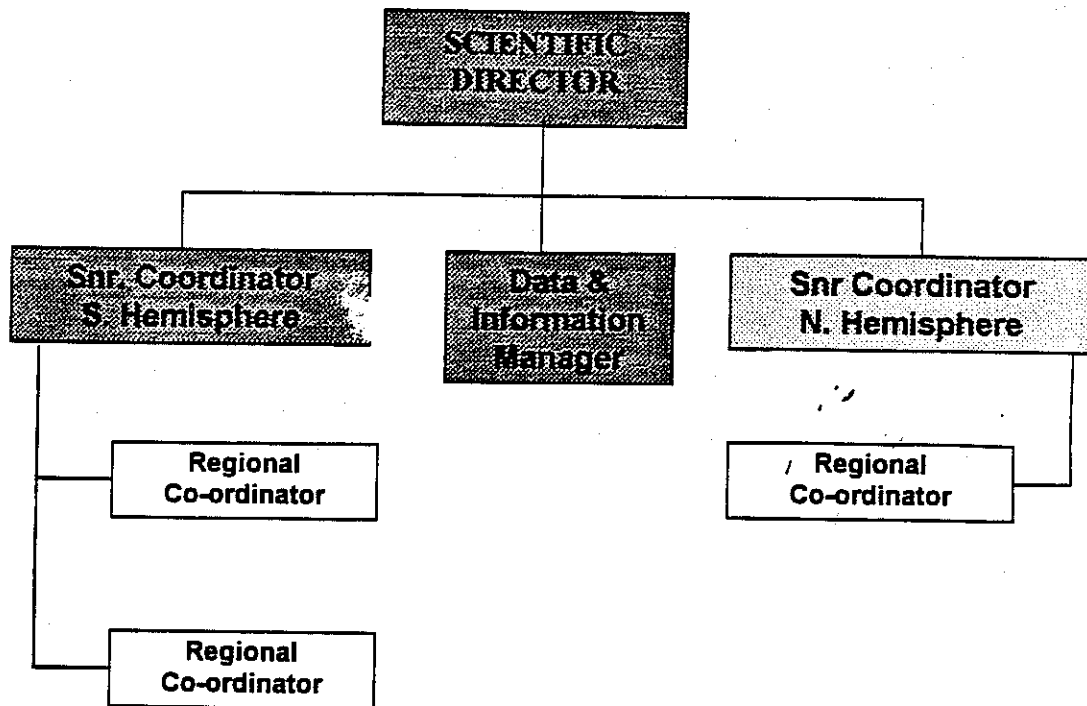 SCIENTIFIC
DIRECTOR
Snr. Coordinator
S. Hemisphere
Data &
Information
Manager
Snr Coordinator
N. Hemisphere
Regional
Co-ordinator
Regional
Co-ordinator
Regional
Co-ordinator